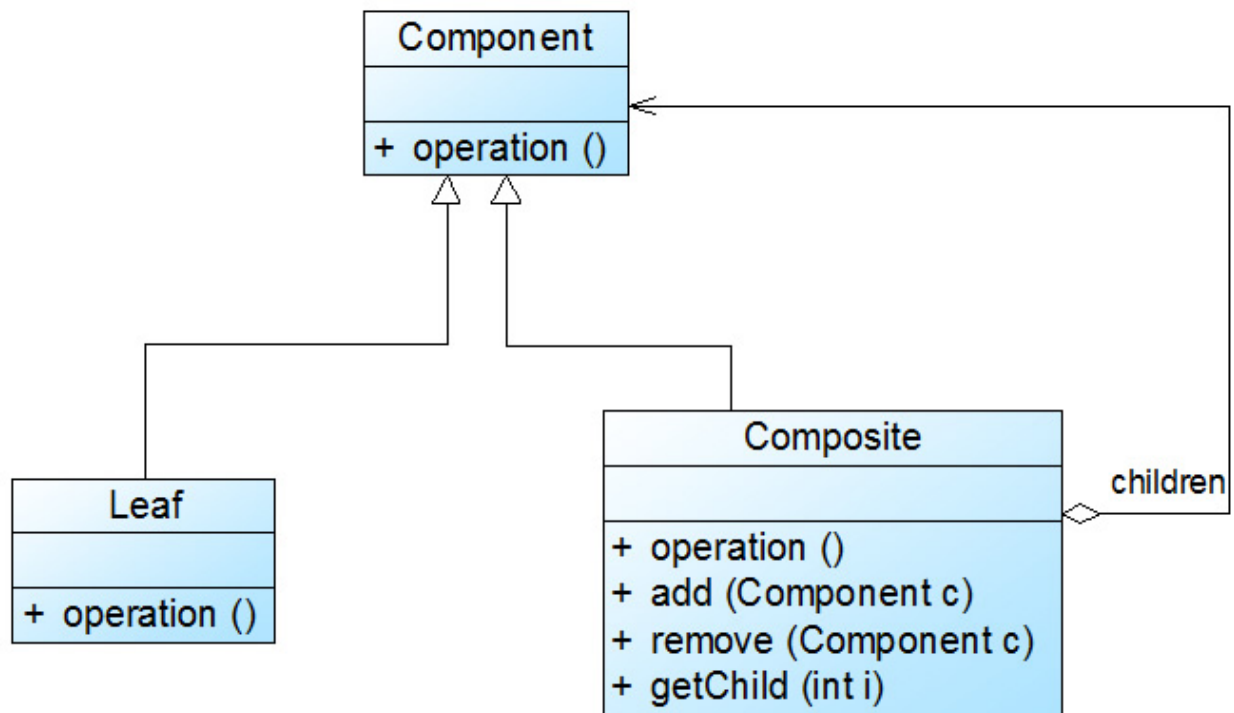 Component
+ operation ()
Leaf
+ operation ()
Composite
+ operation ()
+ add (Component c)
+ remove (Component c)
+ getChild (int i)
children